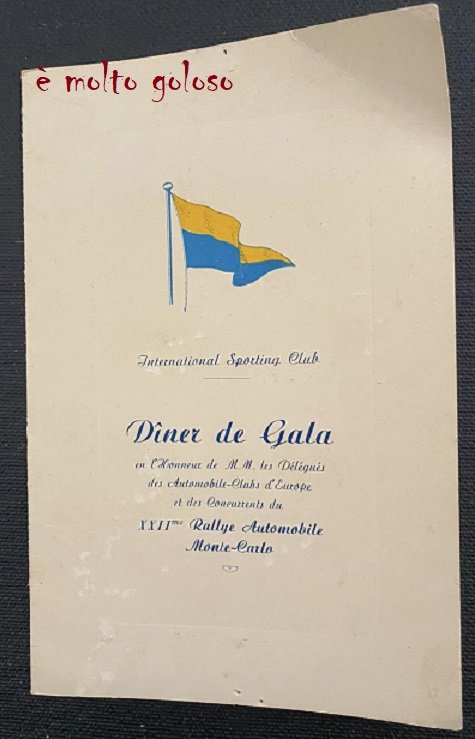 è molto goloso
International Sporting Club
Dîner de Gala
en l'Honneur de M.M. les Délégués
des Automobile-Clubs d'Europe
et des Concurrents du
XXIIme Rallye Automobile
Monte-Carlo